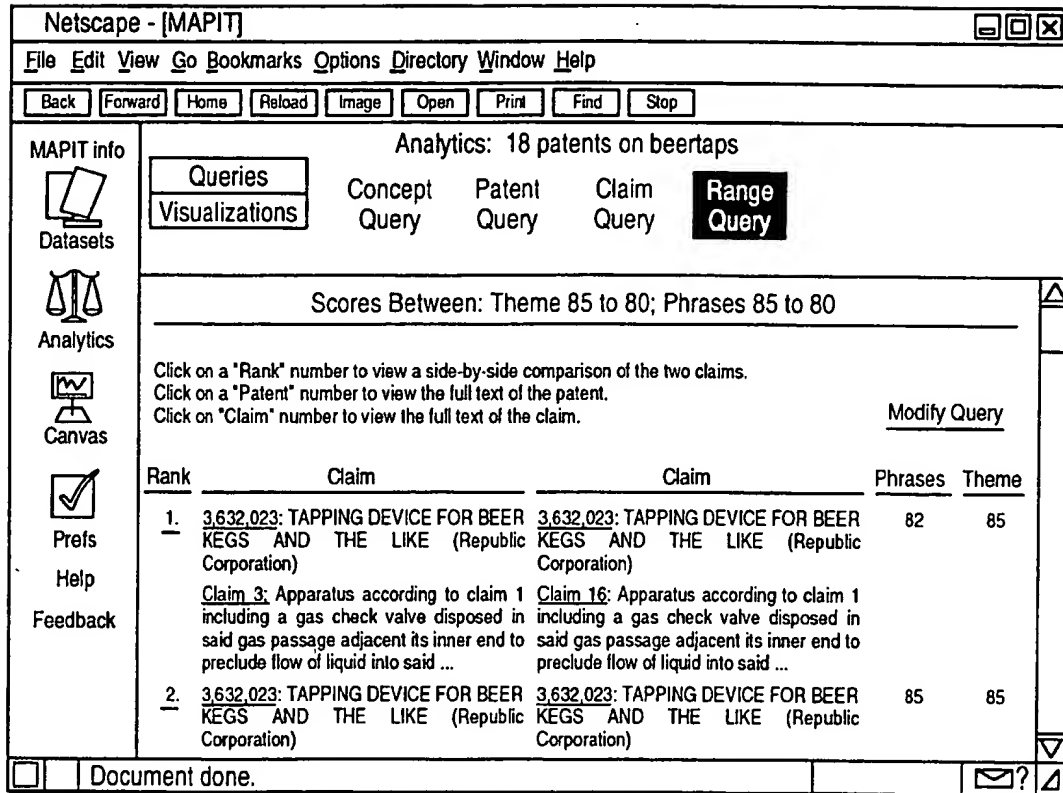 Netscape - [MAPIT]
File Edit View Go Bookmarks Options Directory Window Help
Back Forward Home Reload Image Open Print Find Stop
MAPIT info
Datasets
Analytics
Canvas
Prefs
Help
Feedback
Analytics: 18 patents on beertaps
Queries
Visualizations
Concept Query
Patent Query
Claim Query
Range Query
Scores Between: Theme 85 to 80; Phrases 85 to 80
Click on a "Rank" number to view a side-by-side comparison of the two claims.
Click on a "Patent" number to view the full text of the patent.
Click on "Claim" number to view the full text of the claim.
Modify Query
Rank Claim Claim Phrases Theme
1. 3,632,023: TAPPING DEVICE FOR BEER 3,632,023: TAPPING DEVICE FOR BEER 82 85
KEGS AND THE LIKE (Republic KEGS AND THE LIKE (Republic
Corporation) Corporation)
Claim 3: Apparatus according to claim 1 Claim 16: Apparatus according to claim 1
including a gas check valve disposed in including a gas check valve disposed in
said gas passage adjacent its inner end to said gas passage adjacent its inner end to
preclude flow of liquid into said ... preclude flow of liquid into said ...
2. 3,632,023: TAPPING DEVICE FOR BEER 3,632,023: TAPPING DEVICE FOR BEER 85 85
KEGS AND THE LIKE (Republic KEGS AND THE LIKE (Republic
Corporation) Corporation)
Document done.
?